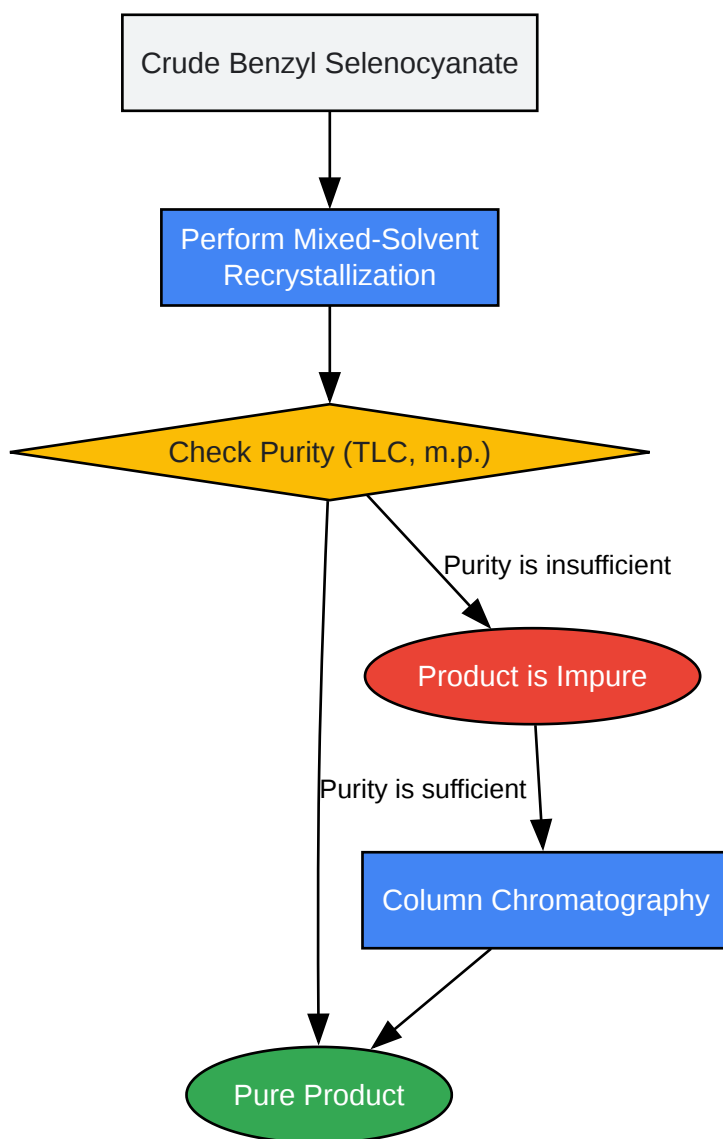 Crude Benzyl Selenocyanate
Perform Mixed-Solvent
Recrystallization
Check Purity (TLC, m.p.)
Purity is insufficient
Product is Impure
Purity is sufficient
Column Chromatography
Pure Product